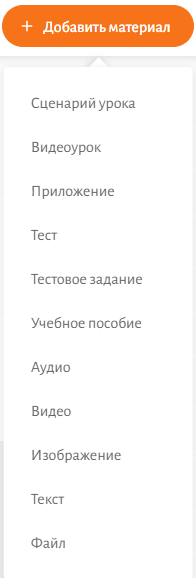 + Добавить материал
Сценарий урока
Видеоурок
Приложение
Тест
Тестовое задание
Учебное пособие
Аудио
Видео
Изображение
Текст
Файл